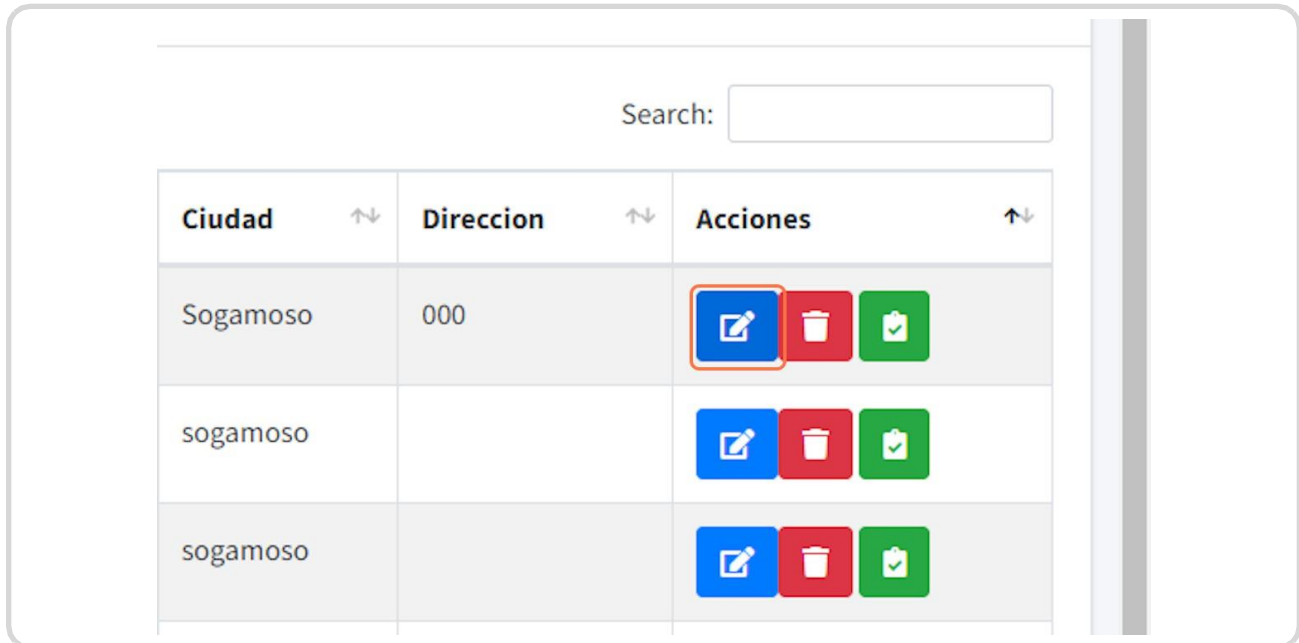 Search:
Ciudad Direccion Acciones
Sogamoso 000
sogamoso
sogamoso